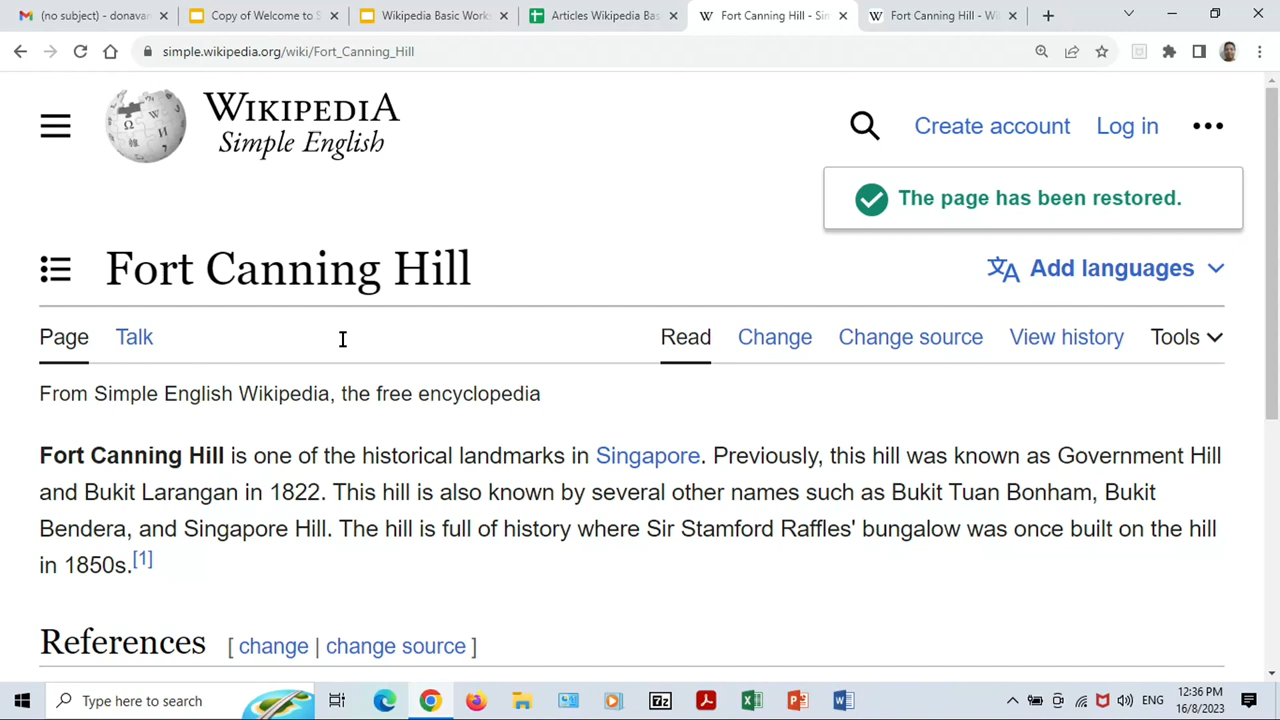 (no subject) - donavar
Copy of Welcome to S
Wikipedia Basic Works
Articles Wikipedia Bas
Fort Canning Hill - Sim
Fort Canning Hill - Wi
simple.wikipedia.org/wiki/Fort_Canning_Hill
WIKIPEDIA
Simple English
Create account
Log in
The page has been restored.
Fort Canning Hill
Add languages
Page
Talk
Read
Change
Change source
View history
Tools
From Simple English Wikipedia, the free encyclopedia
Fort Canning Hill is one of the historical landmarks in Singapore. Previously, this hill was known as Government Hill
and Bukit Larangan in 1822. This hill is also known by several other names such as Bukit Tuan Bonham, Bukit
Bendera, and Singapore Hill. The hill is full of history where Sir Stamford Raffles' bungalow was once built on the hill
in 1850s.[1]
References [ change | change source ]
Type here to search
ENG
12:36 PM
16/8/2023